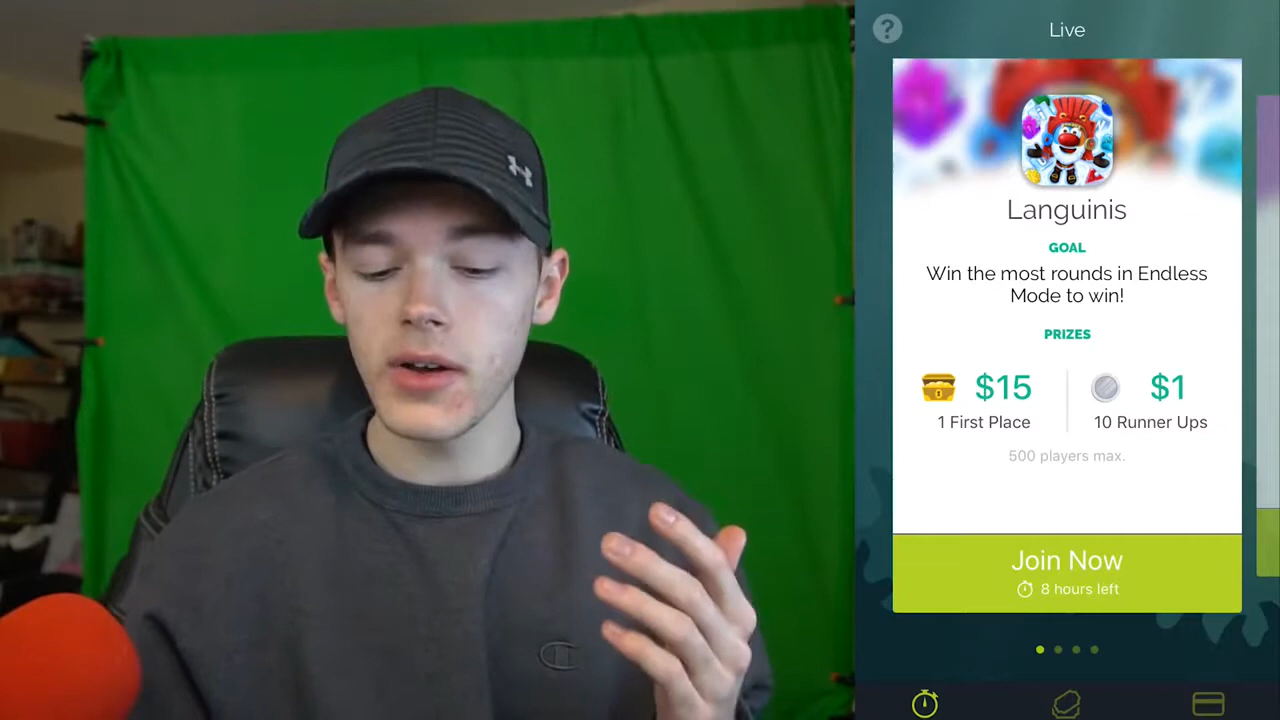 ?
Live
Languinis
GOAL
Win the most rounds in Endless
Mode to win!
PRIZES
$15
$1
1 First Place
10 Runner Ups
500 players max.
Join Now
8 hours left